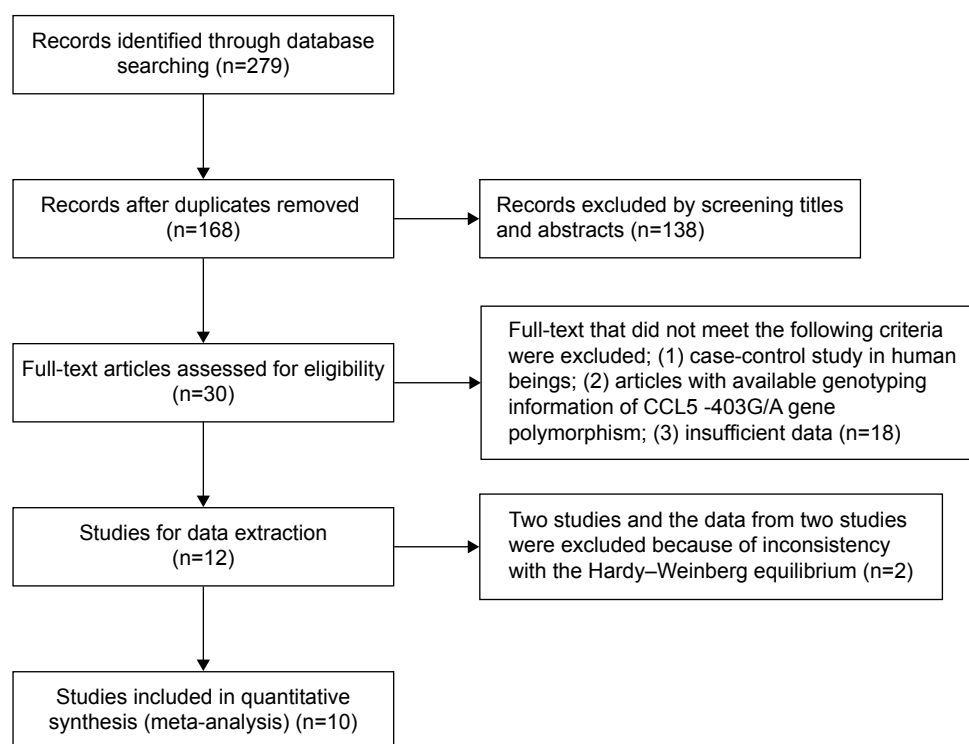 Records identified through database
searching (n=279)
Records after duplicates removed
(n=168)
Records excluded by screening titles
and abstracts (n=138)
Full-text articles assessed for eligibility
(n=30)
Full-text that did not meet the following
criteria were excluded; (1) case-control study in human
beings; (2) articles with available genotyping
information of CCL5 -403G/A gene
polymorphism; (3) insufficient data (n=18)
Studies for data extraction
(n=12)
Two studies and the data from two studies
were excluded because of inconsistency
with the Hardy–Weinberg equilibrium (n=2)
Studies included in quantitative
synthesis (meta-analysis) (n=10)